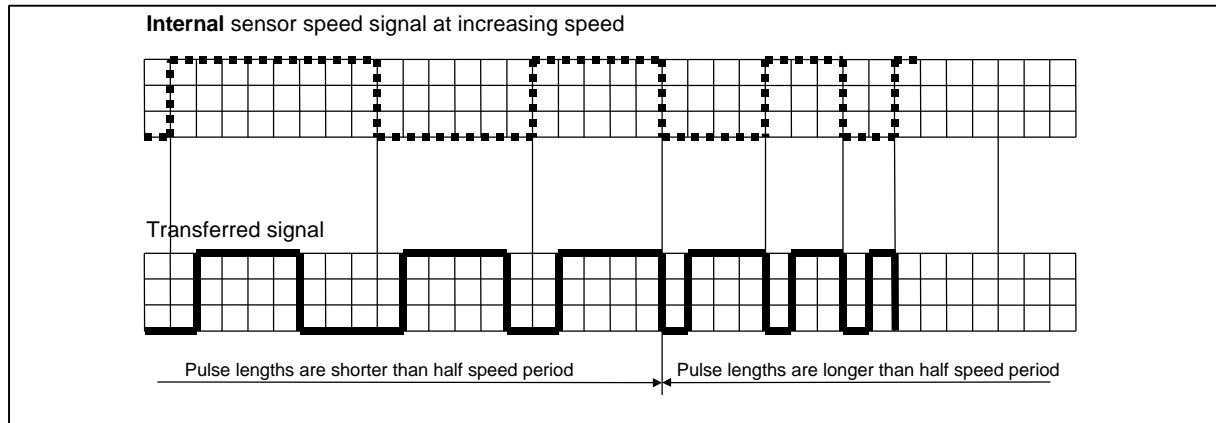 Internal sensor speed signal at increasing speed
Transferred signal
Pulse lengths are shorter than half speed period
Pulse lengths are longer than half speed period